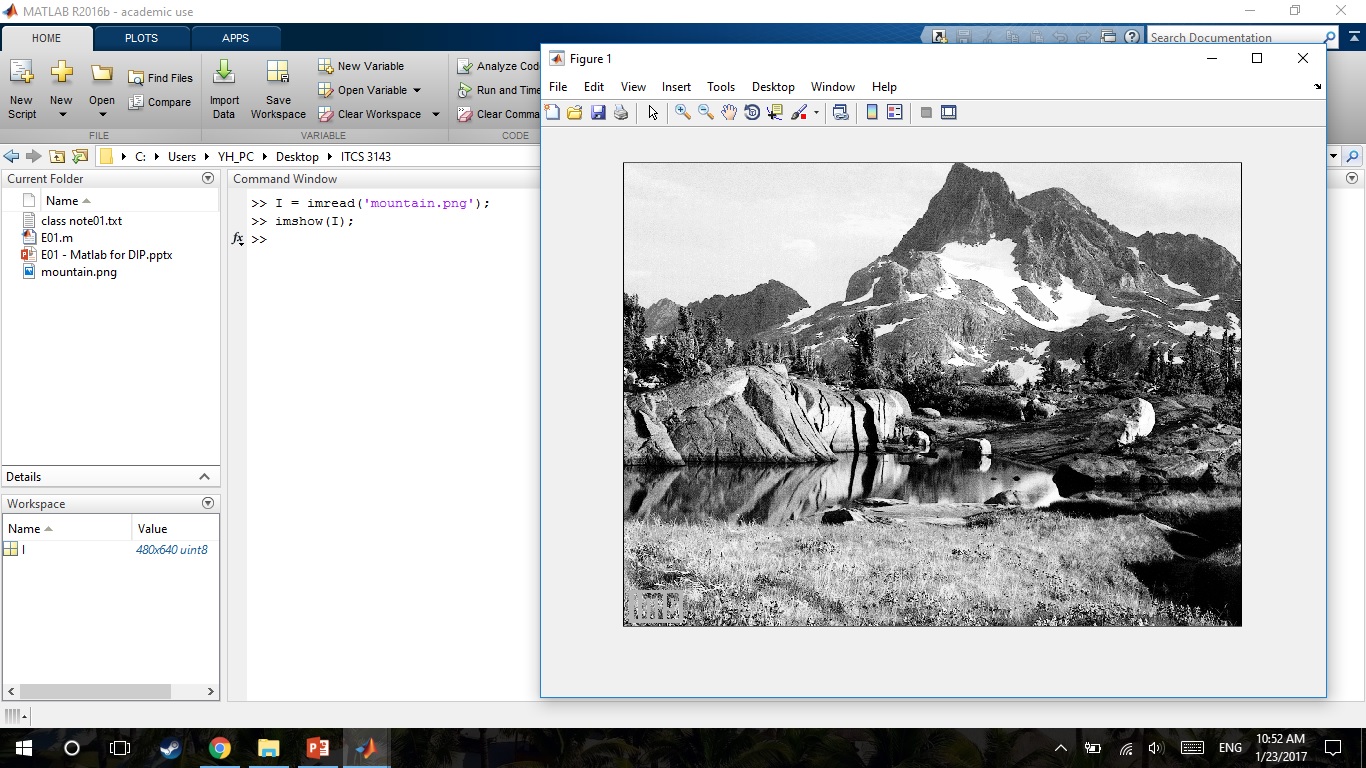 MATLAB R2016b - academic use
HOME PLOTS APPS
Search Documentation
New Script
New
Open
Find Files
Compare
Import Data
Save Workspace
New Variable
Open Variable
Clear Workspace
Analyze Cod
Run and Time
Clear Comma
FILE VARIABLE CODE
C: Users YH_PC Desktop ITCS 3143
Current Folder
Name
class note01.txt
E01.m
E01 - Matlab for DIP.pptx
mountain.png
Details
Workspace
Name Value
I 480x640 uint8
Command Window
>> I = imread('mountain.png');
>> imshow(I);
fx >>
Figure 1
File Edit View Insert Tools Desktop Window Help
ENG
10:52 AM
1/23/2017